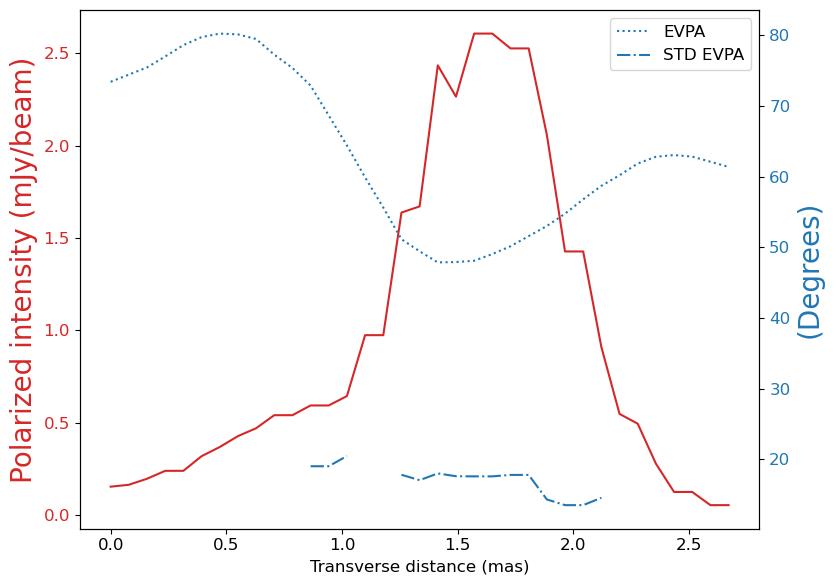 EVPA
STD EVPA
Polarized intensity (mJy/beam)
2.5
2.0
1.5
1.0
0.5
0.0
80
70
60
50
40
30
20
(Degrees)
0.0 0.5 1.0 1.5 2.0 2.5
Transverse distance (mas)